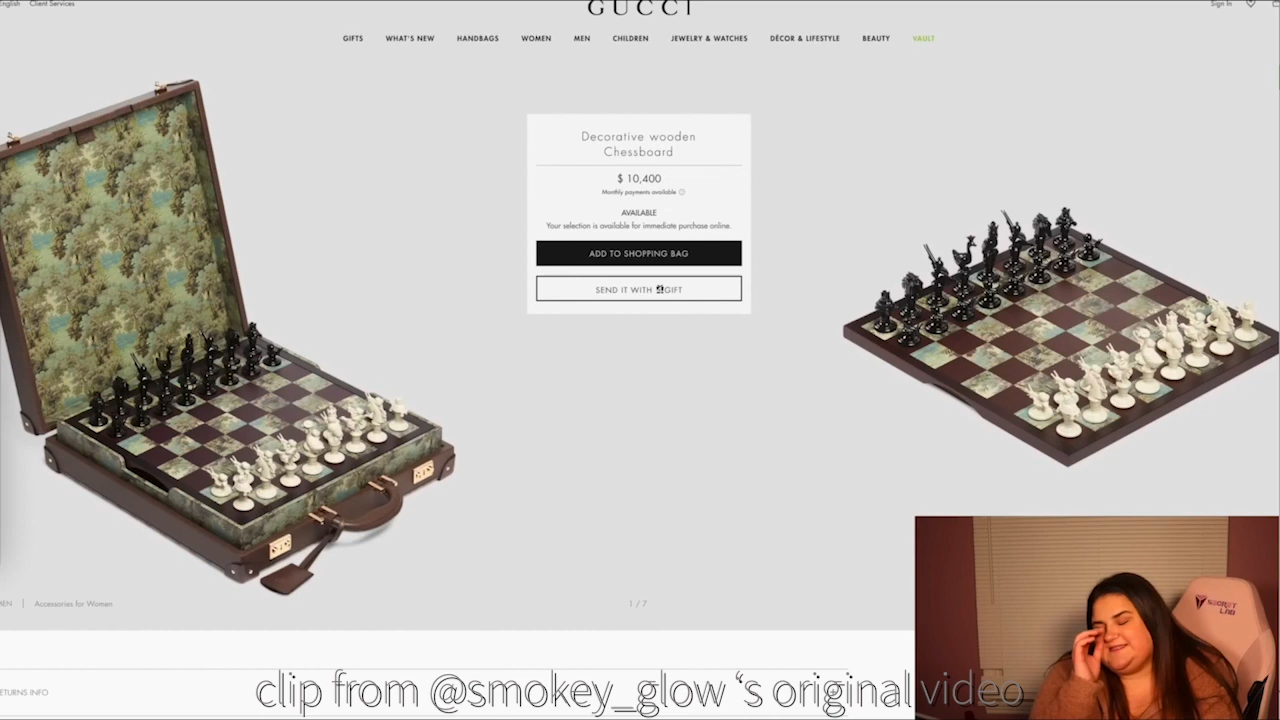 English Client Services
GUCCI
Sign In
GIFTS WHAT'S NEW HANDBAGS WOMEN MEN CHILDREN JEWELRY & WATCHES DÉCOR & LIFESTYLE BEAUTY VAULT
Decorative wooden
Chessboard
$ 10,400
Monthly payments available
AVAILABLE
Your selection is available for immediate purchase online.
ADD TO SHOPPING BAG
SEND IT WITH GIFT
Accessories for Women
1 / 7
SECRET
LAB
clip from @smokey_glow 's original video
ETURNS INFO